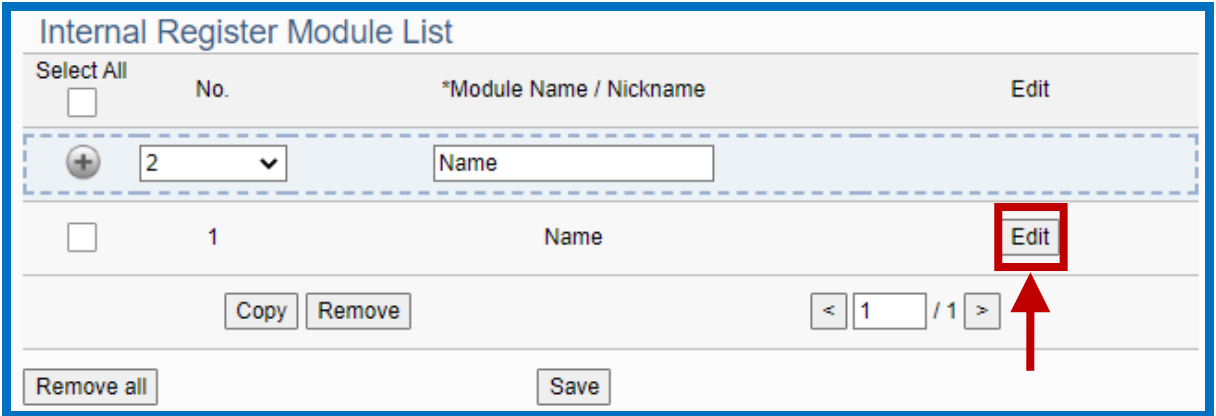 Internal Register Module List
Select All
No. *Module Name / Nickname Edit
2 Name
1 Name Edit
Copy Remove < 1 / 1 >
Remove all Save